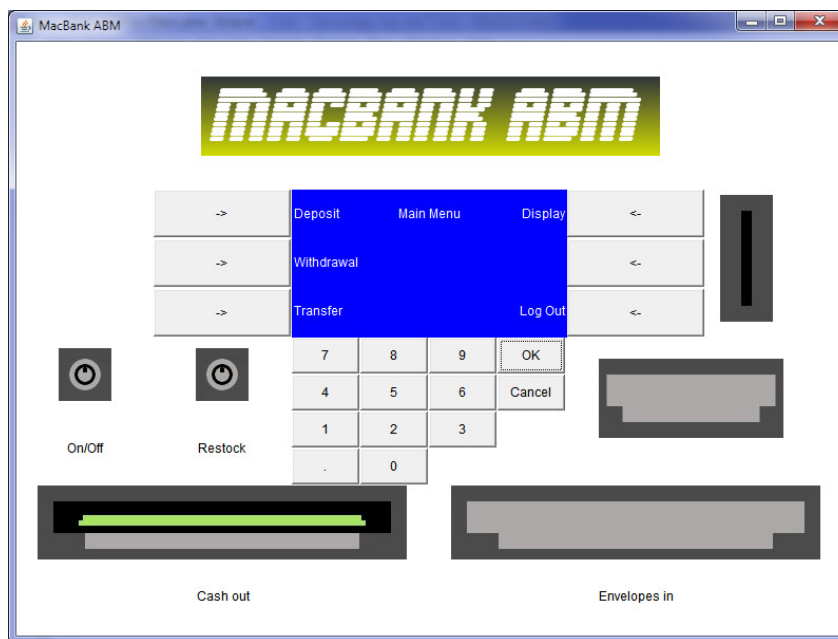 MacBank ABM
MACBANK ABM
-> Deposit Main Menu Display <-
-> Withdrawal <-
-> Transfer Log Out <-
7 8 9 OK
4 5 6 Cancel
1 2 3
On/Off Restock
. 0
Cash out Envelopes in